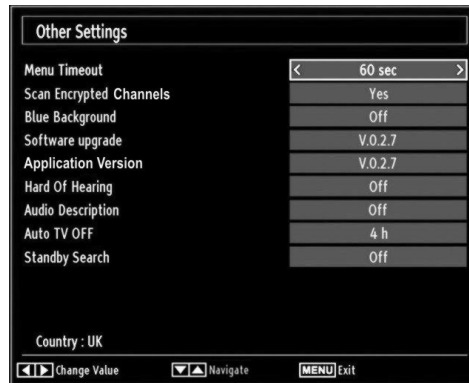 Other Settings
Menu Timeout < 60 sec >
Scan Encrypted Channels Yes
Blue Background Off
Software upgrade V.0.2.7
Application Version V.0.2.7
Hard Of Hearing Off
Audio Description Off
Auto TV OFF 4 h
Standby Search Off
Country : UK
Change Value Navigate MENU Exit